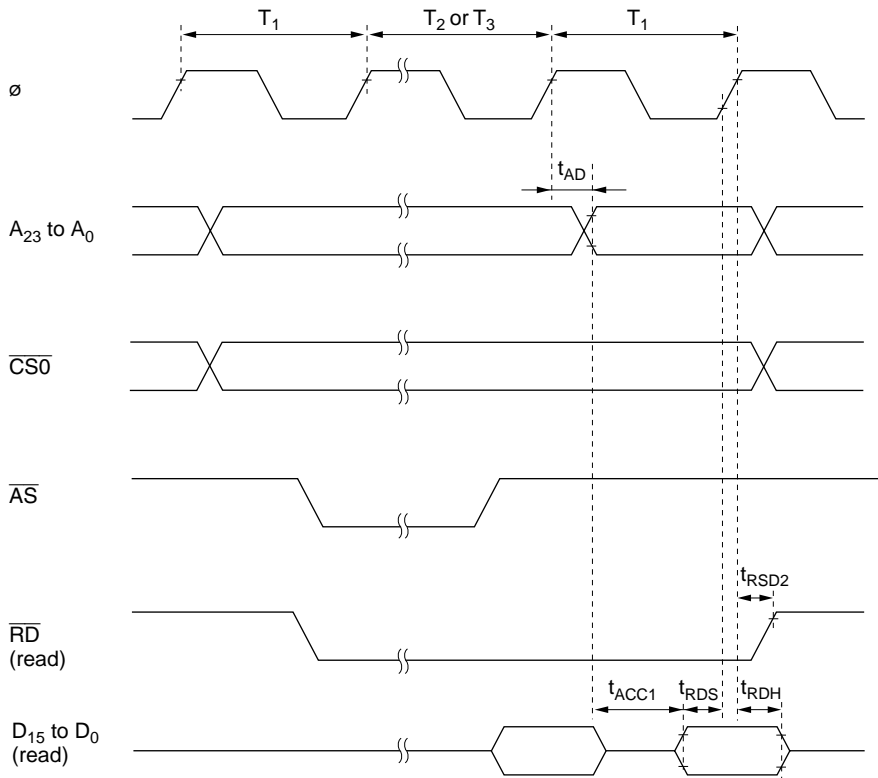 T1 T2 or T3 T1
ø
tAD
A23 to A0
CS0
AS
tRSD2
RD
(read)
tACC1 tRDS tRDH
D15 to D0
(read)